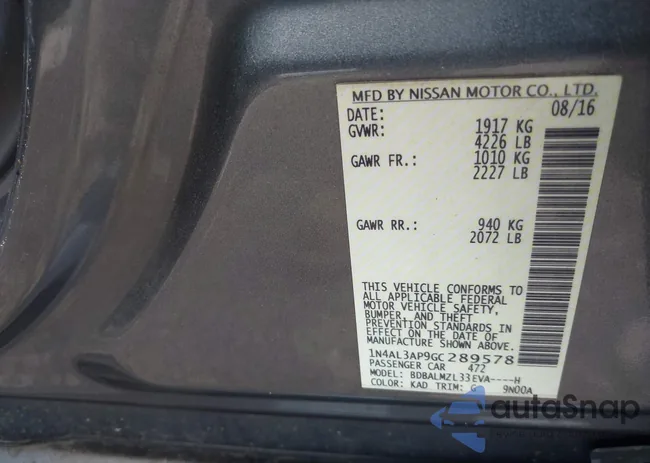 MFD BY NISSAN MOTOR CO., LTD.
DATE: 08/16
GVWR: 1917 KG
4226 LB
GAWR FR.: 1010 KG
2227 LB
GAWR RR.: 940 KG
2072 LB
THIS VEHICLE CONFORMS TO
ALL APPLICABLE FEDERAL
MOTOR VEHICLE SAFETY,
BUMPER, AND THEFT
PREVENTION STANDARDS IN
EFFECT ON THE DATE OF
MANUFACTURE SHOWN ABOVE.
1N4AL3AP9GC289578
PASSENGER CAR 472
MODEL: BDBALMZL33EVA----H
COLOR: KAD TRIM: G 9N00A
autoSnap